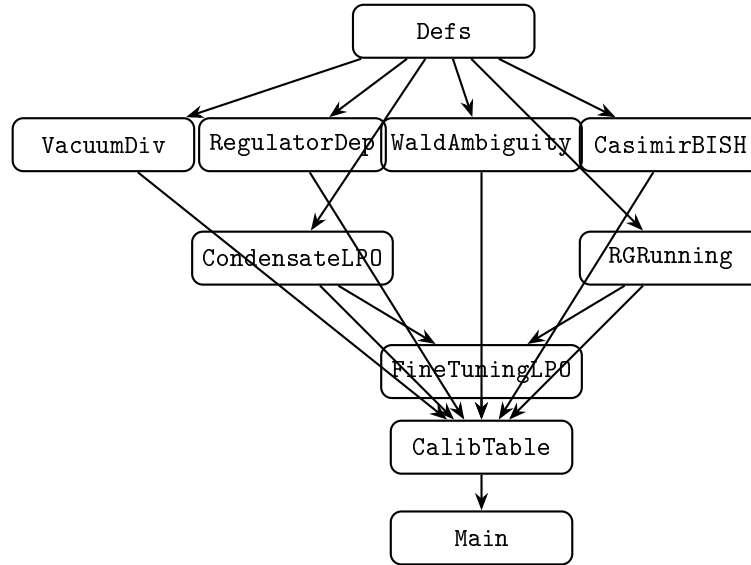 Defs
VacuumDiv RegulatorDep WaldAmbiguity CasimirBISH
CondensateLPO RGRunning
FineTuningLPO
CalibTable
Main